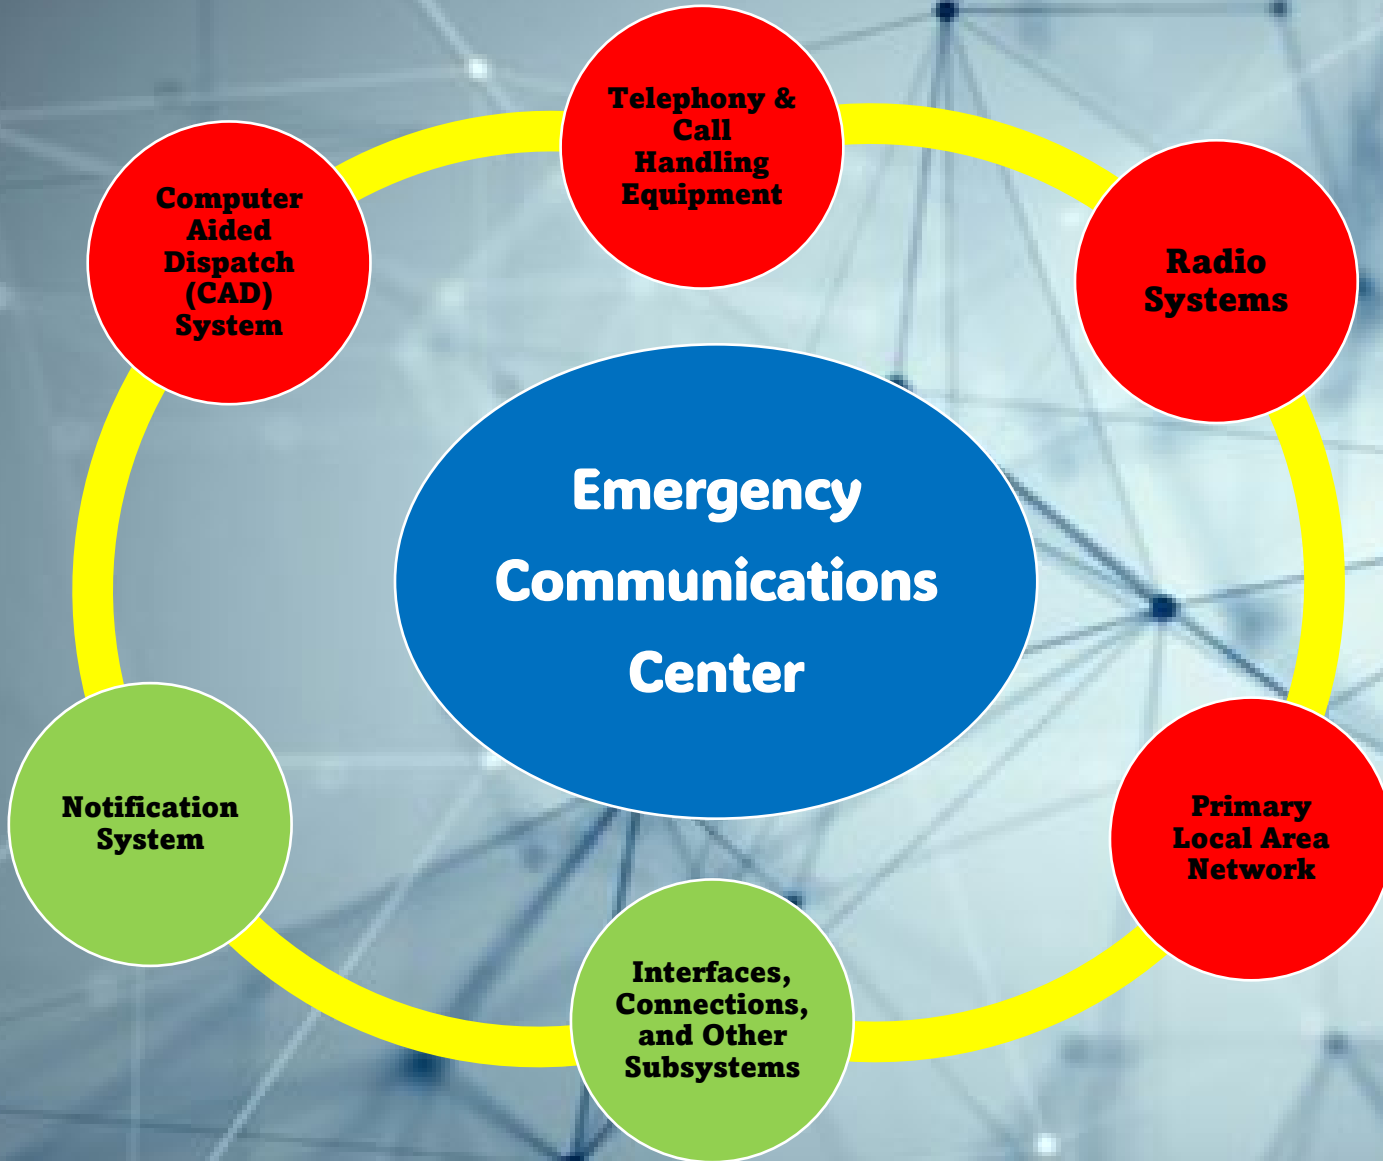 Telephony &
Call
Handling
Equipment
Computer
Aided
Dispatch
(CAD)
System
Radio
Systems
Emergency
Communications
Center
Notification
System
Primary
Local Area
Network
Interfaces,
Connections,
and Other
Subsystems